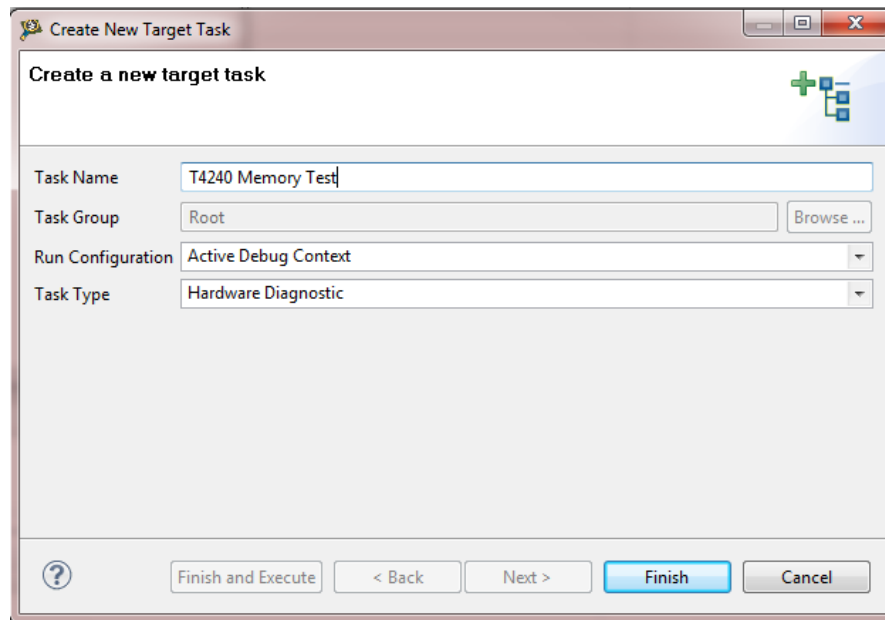 Create New Target Task
Create a new target task
Task Name T4240 Memory Test
Task Group Root Browse ...
Run Configuration Active Debug Context
Task Type Hardware Diagnostic
? Finish and Execute < Back Next > Finish Cancel